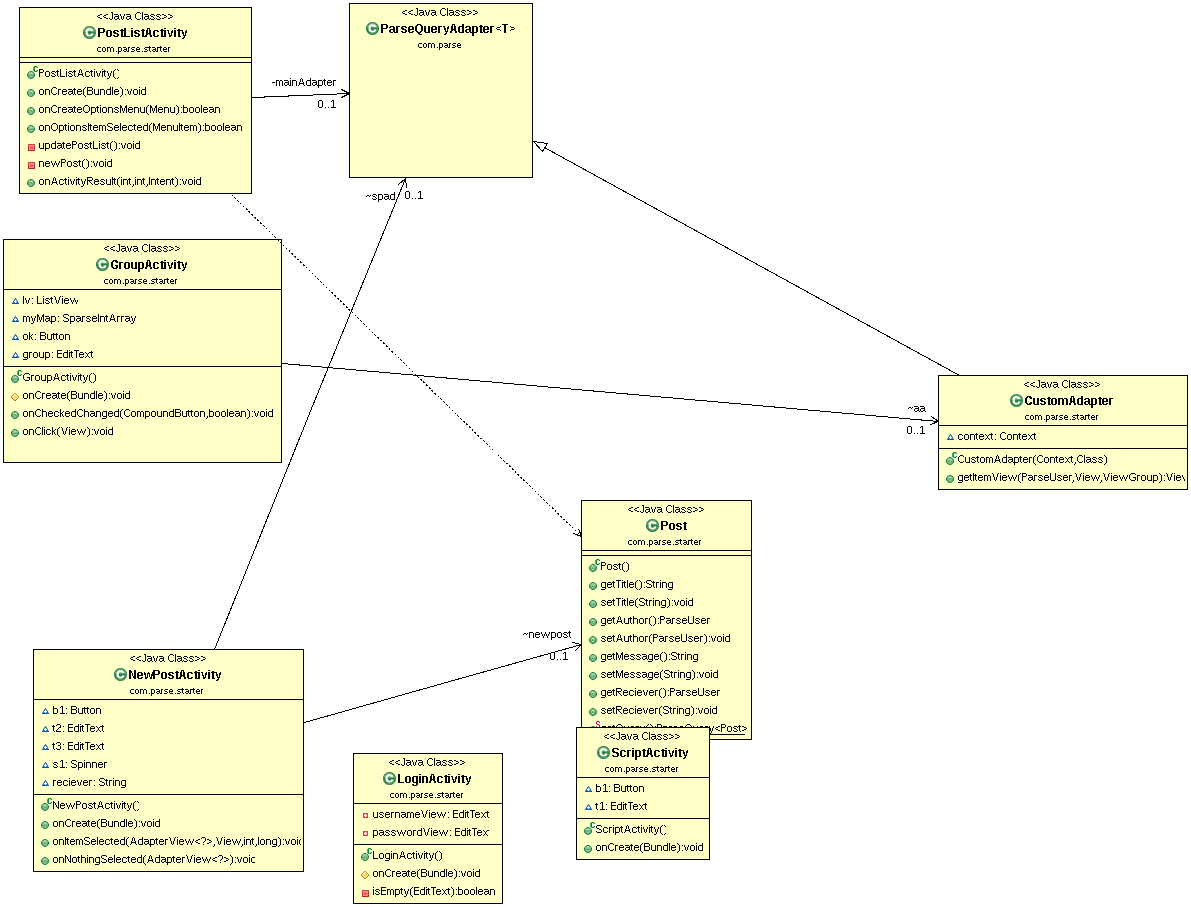 <<Java Class>>
PostListActivity
com.parse.starter
PostListActivity()
onCreate(Bundle):void
onCreateOptionsMenu(Menu):boolean
onOptionsItemSelected(MenuItem):boolean
updatePostList():void
newPost():void
onActivityResult(int,int,Intent):void
-mainAdapter
0..1
<<Java Class>>
ParseQueryAdapter<T>
com.parse
~spad
0..1
<<Java Class>>
GroupActivity
com.parse.starter
lv: ListView
myMap: SparseIntArray
ok: Button
group: EditText
GroupActivity()
onCreate(Bundle):void
onCheckedChanged(CompoundButton,boolean):void
onClick(View):void
~aa
0..1
<<Java Class>>
CustomAdapter
com.parse.starter
context: Context
CustomAdapter(Context,Class)
getItemView(ParseUser,View,ViewGroup):View
<<Java Class>>
Post
com.parse.starter
Post()
getTitle():String
setTitle(String):void
getAuthor():ParseUser
setAuthor(ParseUser):void
getMessage():String
setMessage(String):void
getReciever():ParseUser
setReciever(String):void
getQuery():ParseQuery<Post>
~newpost
0..1
<<Java Class>>
NewPostActivity
com.parse.starter
b1: Button
t2: EditText
t3: EditText
s1: Spinner
reciever: String
NewPostActivity()
onCreate(Bundle):void
onItemSelected(AdapterView<?>,View,int,long):void
onNothingSelected(AdapterView<?>):void
<<Java Class>>
LoginActivity
com.parse.starter
usernameView: EditText
passwordView: EditText
LoginActivity()
onCreate(Bundle):void
isEmpty(EditText):boolean
<<Java Class>>
ScriptActivity
com.parse.starter
b1: Button
t1: EditText
ScriptActivity()
onCreate(Bundle):void